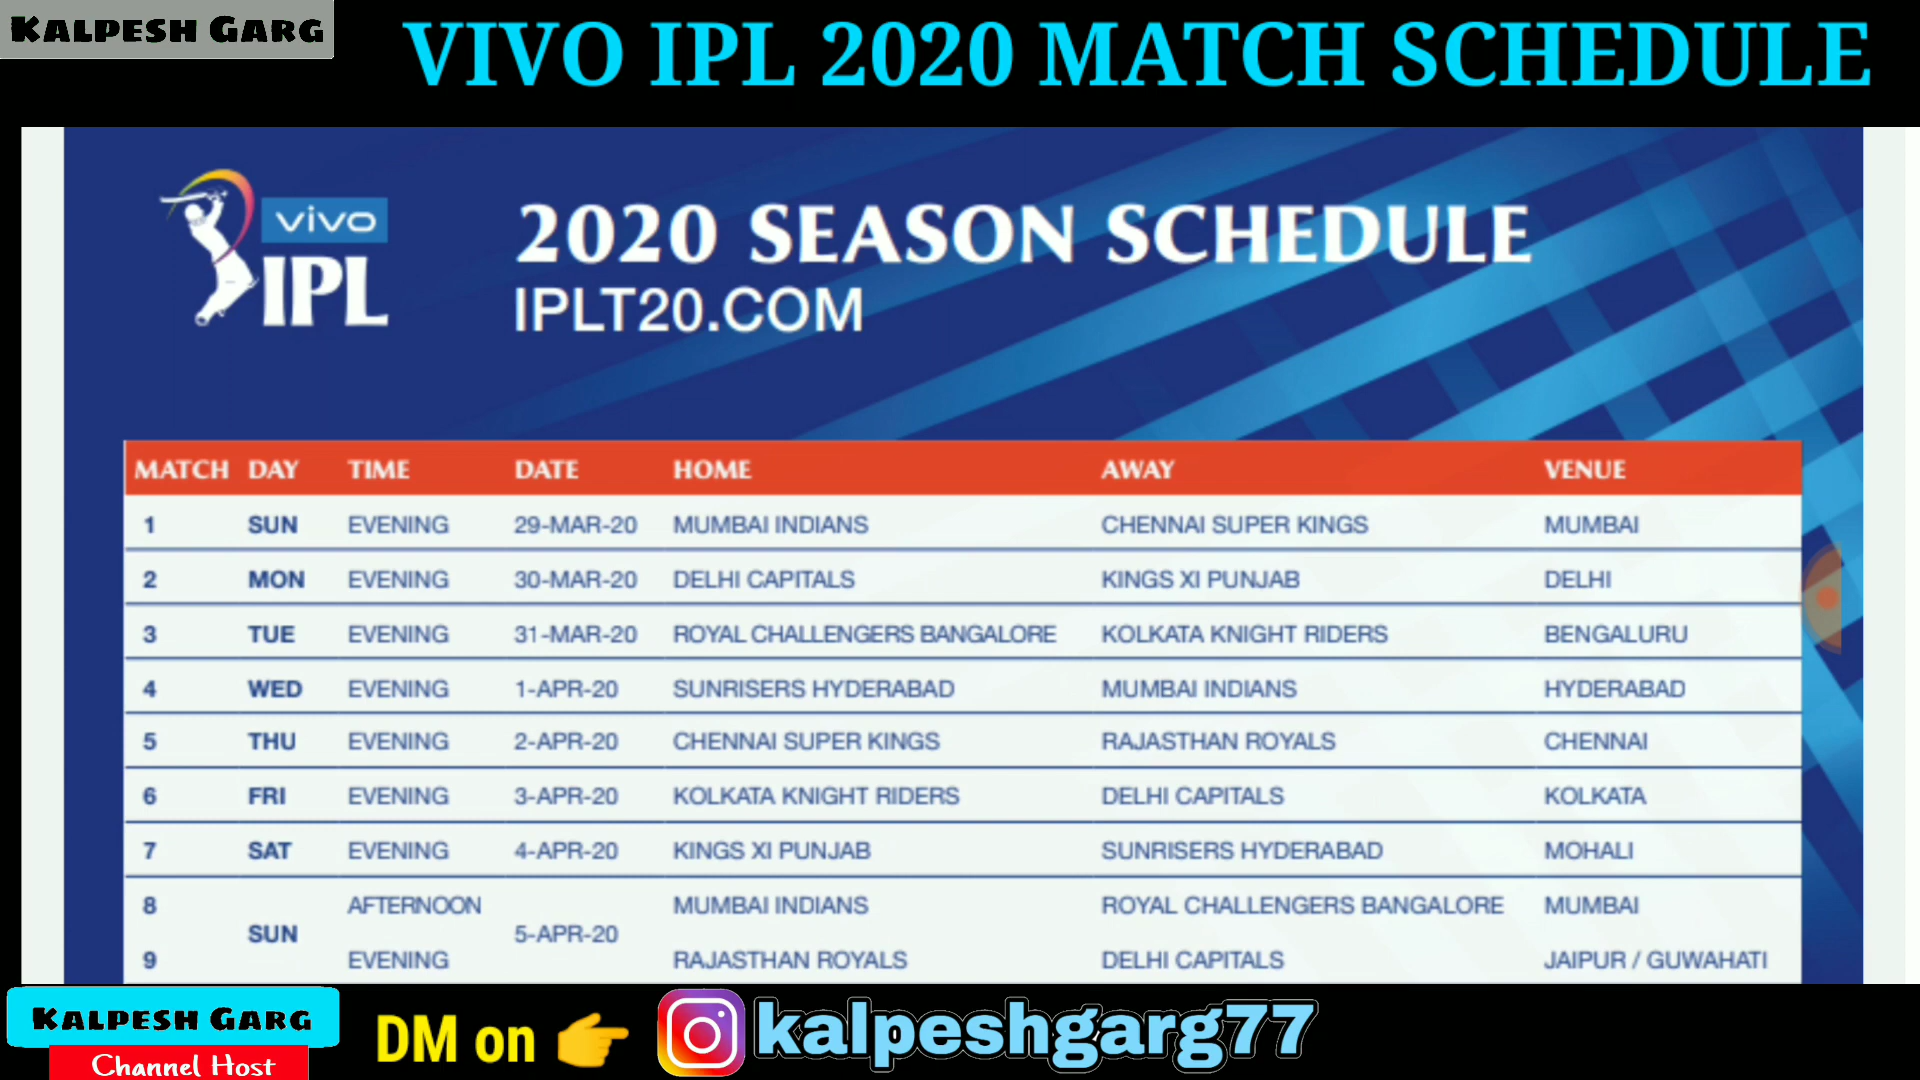 KALPESH GARG
VIVO IPL 2020 MATCH SCHEDULE
vivo
IPL
2020 SEASON SCHEDULE
IPLT20.COM
MATCH DAY TIME DATE HOME AWAY VENUE
1 SUN EVENING 29-MAR-20 MUMBAI INDIANS CHENNAI SUPER KINGS MUMBAI
2 MON EVENING 30-MAR-20 DELHI CAPITALS KINGS XI PUNJAB DELHI
3 TUE EVENING 31-MAR-20 ROYAL CHALLENGERS BANGALORE KOLKATA KNIGHT RIDERS BENGALURU
4 WED EVENING 1-APR-20 SUNRISERS HYDERABAD MUMBAI INDIANS HYDERABAD
5 THU EVENING 2-APR-20 CHENNAI SUPER KINGS RAJASTHAN ROYALS CHENNAI
6 FRI EVENING 3-APR-20 KOLKATA KNIGHT RIDERS DELHI CAPITALS KOLKATA
7 SAT EVENING 4-APR-20 KINGS XI PUNJAB SUNRISERS HYDERABAD MOHALI
8 AFTERNOON MUMBAI INDIANS ROYAL CHALLENGERS BANGALORE MUMBAI
SUN 5-APR-20
9 EVENING RAJASTHAN ROYALS DELHI CAPITALS JAIPUR / GUWAHATI
KALPESH GARG
Channel Host
DM on kalpeshgarg77